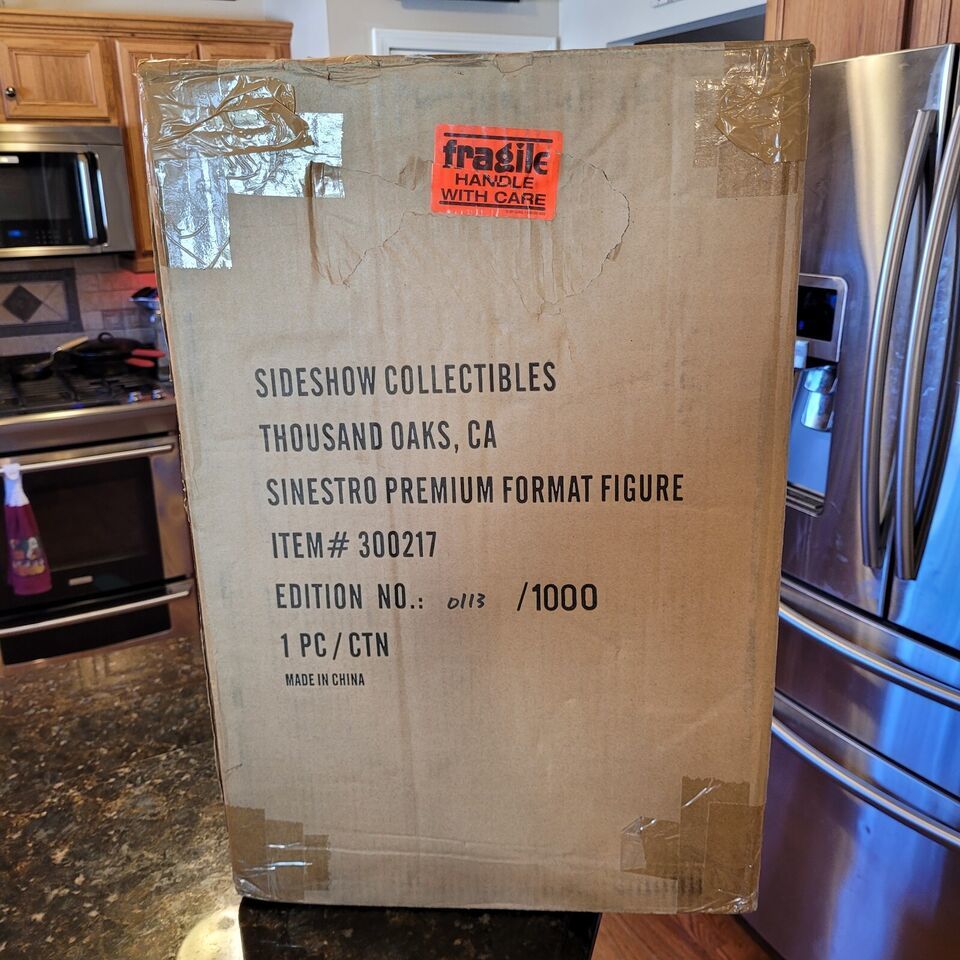 fragile
HANDLE
WITH CARE
SIDESHOW COLLECTIBLES
THOUSAND OAKS, CA
SINESTRO PREMIUM FORMAT FIGURE
ITEM# 300217
EDITION NO.: 0113 /1000
1 PC/CTN
MADE IN CHINA